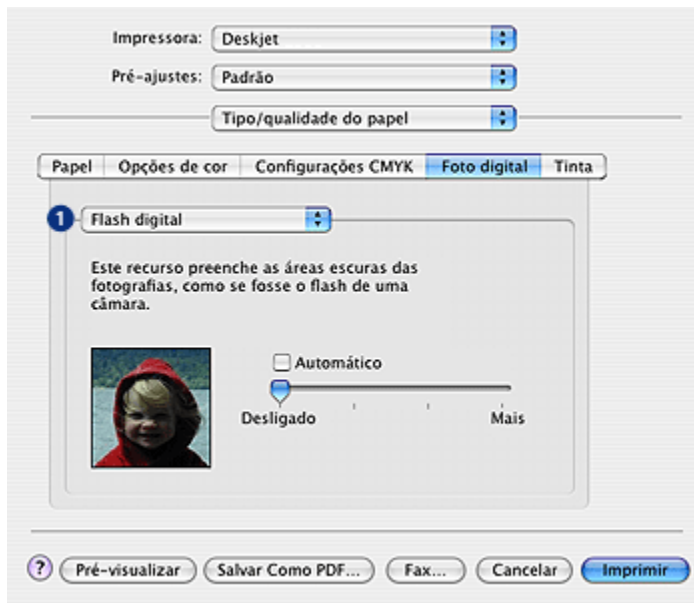 Impressora: Deskjet
Pré-ajustes: Padrão
Tipo/qualidade do papel
Papel Opções de cor Configurações CMYK Foto digital Tinta
1 Flash digital
Este recurso preenche as áreas escuras das
fotografias, como se fosse o flash de uma
câmara.
Automático
Desligado Mais
? Pré-visualizar Salvar Como PDF... Fax... Cancelar Imprimir